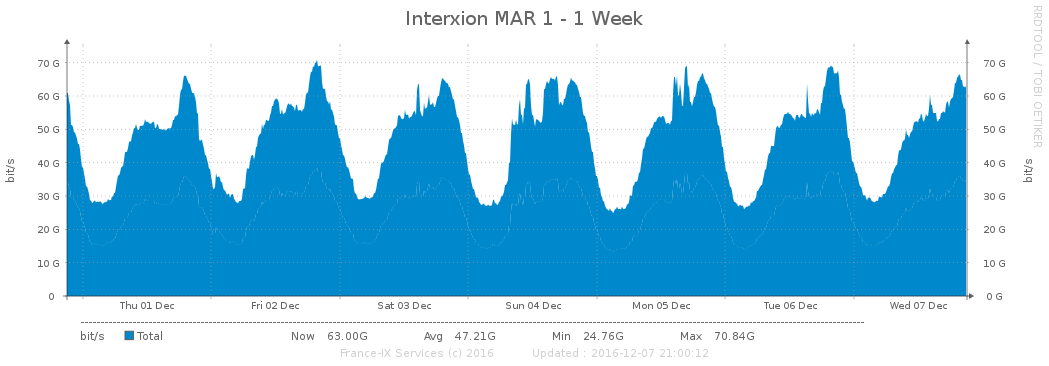 Interxion MAR 1 - 1 Week
RRDTOOL / TOBI OETIKER
bit/s
bit/s
70 G 70 G
60 G 60 G
50 G 50 G
40 G 40 G
30 G 30 G
20 G 20 G
10 G 10 G
0 0 G
Thu 01 Dec Fri 02 Dec Sat 03 Dec Sun 04 Dec Mon 05 Dec Tue 06 Dec Wed 07 Dec
bit/s Total Now 63.00G Avg 47.21G Min 24.76G Max 70.84G
France-IX Services (c) 2016 Updated : 2016-12-07 21:00:12